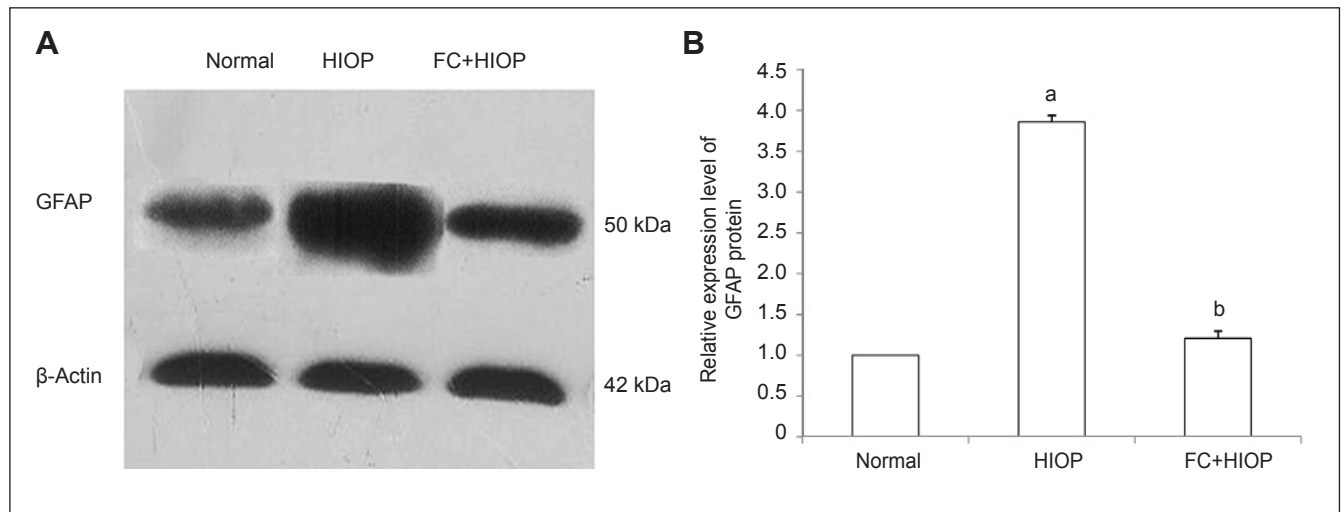 A
Normal HIOP FC+HIOP
GFAP
50 kDa
β-Actin
42 kDa
B
Relative expression level of
GFAP protein
4.5
4.0
3.5
3.0
2.5
2.0
1.5
1.0
0.5
0
a
b
Normal HIOP FC+HIOP